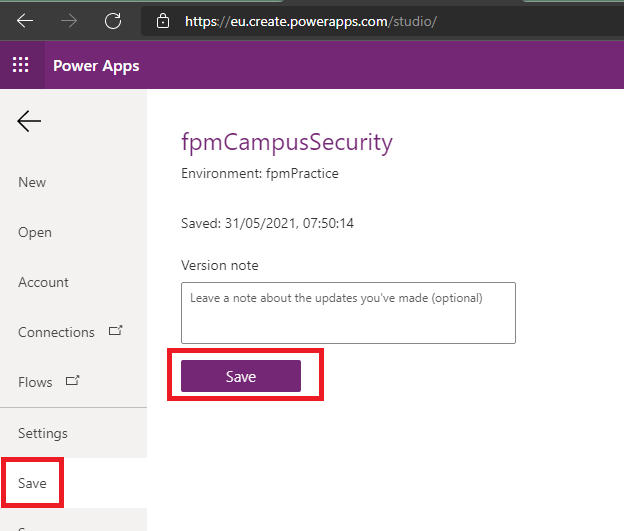 https://eu.create.powerapps.com/studio/
Power Apps
fpmCampusSecurity
Environment: fpmPractice
New
Saved: 31/05/2021, 07:50:14
Open
Version note
Account
Leave a note about the updates you've made (optional)
Connections
Save
Flows
Settings
Save